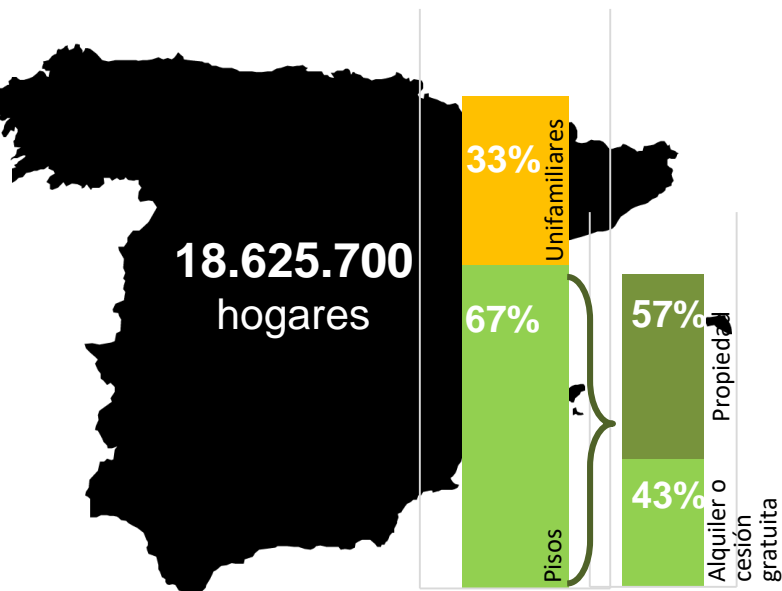 18.625.700
hogares
33%
Unifamiliares
67%
Pisos
57%
Propiedad
43%
Alquiler o
cesión
gratuita